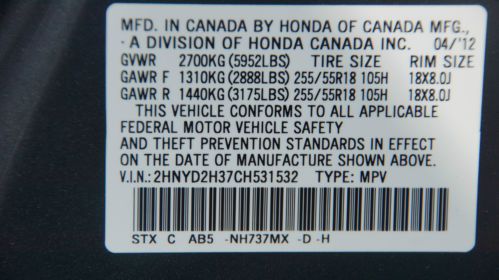 MFD. IN CANADA BY HONDA OF CANADA MFG.,
- A DIVISION OF HONDA CANADA INC. 04/'12
GVWR 2700KG (5952LBS) TIRE SIZE RIM SIZE
GAWR F 1310KG (2888LBS) 255/55R18 105H 18X8.0J
GAWR R 1440KG (3175LBS) 255/55R18 105H 18X8.0J
THIS VEHICLE CONFORMS TO ALL APPLICABLE
FEDERAL MOTOR VEHICLE SAFETY
AND THEFT PREVENTION STANDARDS IN EFFECT
ON THE DATE OF MANUFACTURE SHOWN ABOVE.
V.I.N.: 2HNYD2H37CH531532 TYPE: MPV
STX C AB5 -NH737MX -D -H